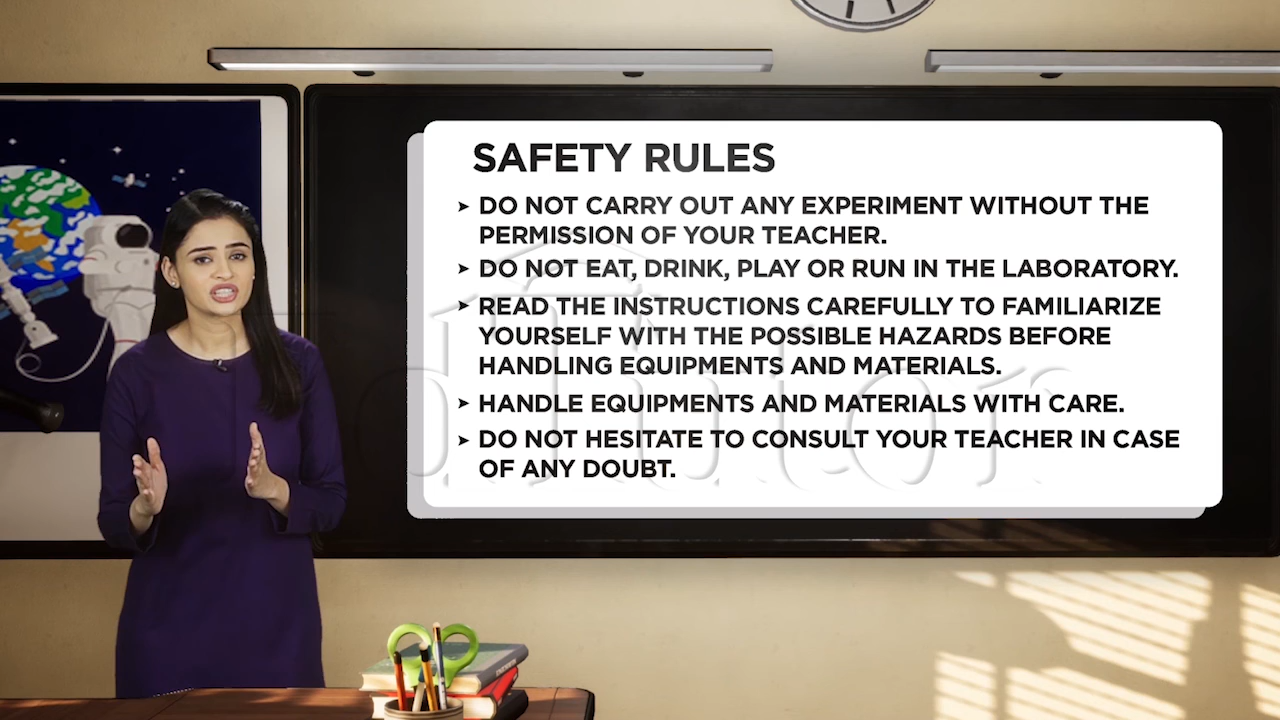 SAFETY RULES
DO NOT CARRY OUT ANY EXPERIMENT WITHOUT THE
PERMISSION OF YOUR TEACHER.
DO NOT EAT, DRINK, PLAY OR RUN IN THE LABORATORY.
READ THE INSTRUCTIONS CAREFULLY TO FAMILIARIZE
YOURSELF WITH THE POSSIBLE HAZARDS BEFORE
HANDLING EQUIPMENTS AND MATERIALS.
HANDLE EQUIPMENTS AND MATERIALS WITH CARE.
DO NOT HESITATE TO CONSULT YOUR TEACHER IN CASE
OF ANY DOUBT.